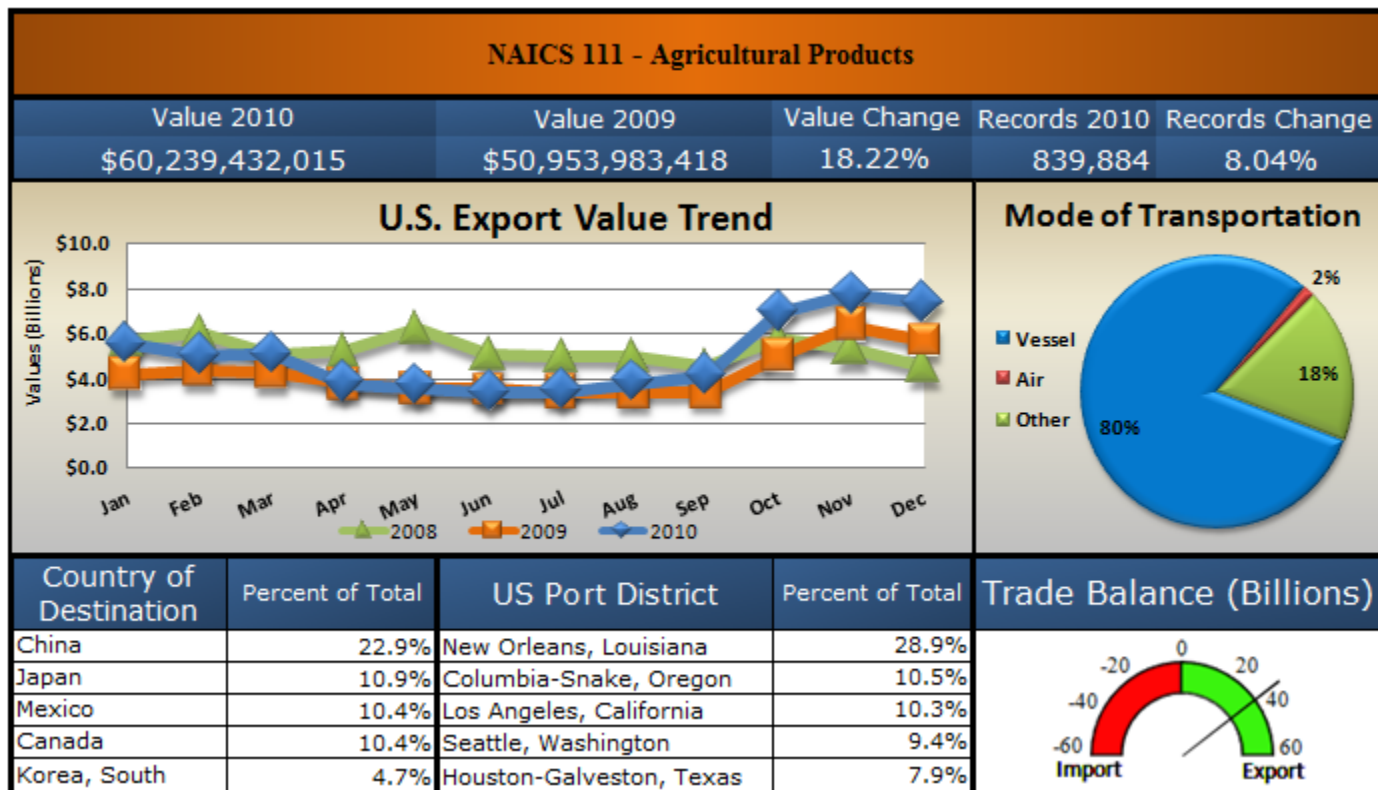 NAICS 111 - Agricultural Products
Value 2010 Value 2009 Value Change Records 2010 Records Change
$60,239,432,015 $50,953,983,418 18.22% 839,884 8.04%
U.S. Export Value Trend
Values (Billions)
$10.0
$8.0
$6.0
$4.0
$2.0
$0.0
Jan Feb Mar Apr May Jun Jul Aug Sep Oct Nov Dec
2008 2009 2010
Mode of Transportation
Vessel
Air
Other
2%
18%
80%
Country of
Destination
Percent of Total US Port District Percent of Total
China 22.9% New Orleans, Louisiana 28.9%
Japan 10.9% Columbia-Snake, Oregon 10.5%
Mexico 10.4% Los Angeles, California 10.3%
Canada 10.4% Seattle, Washington 9.4%
Korea, South 4.7% Houston-Galveston, Texas 7.9%
Trade Balance (Billions)
0
-20 20
-40 40
-60 60
Import Export